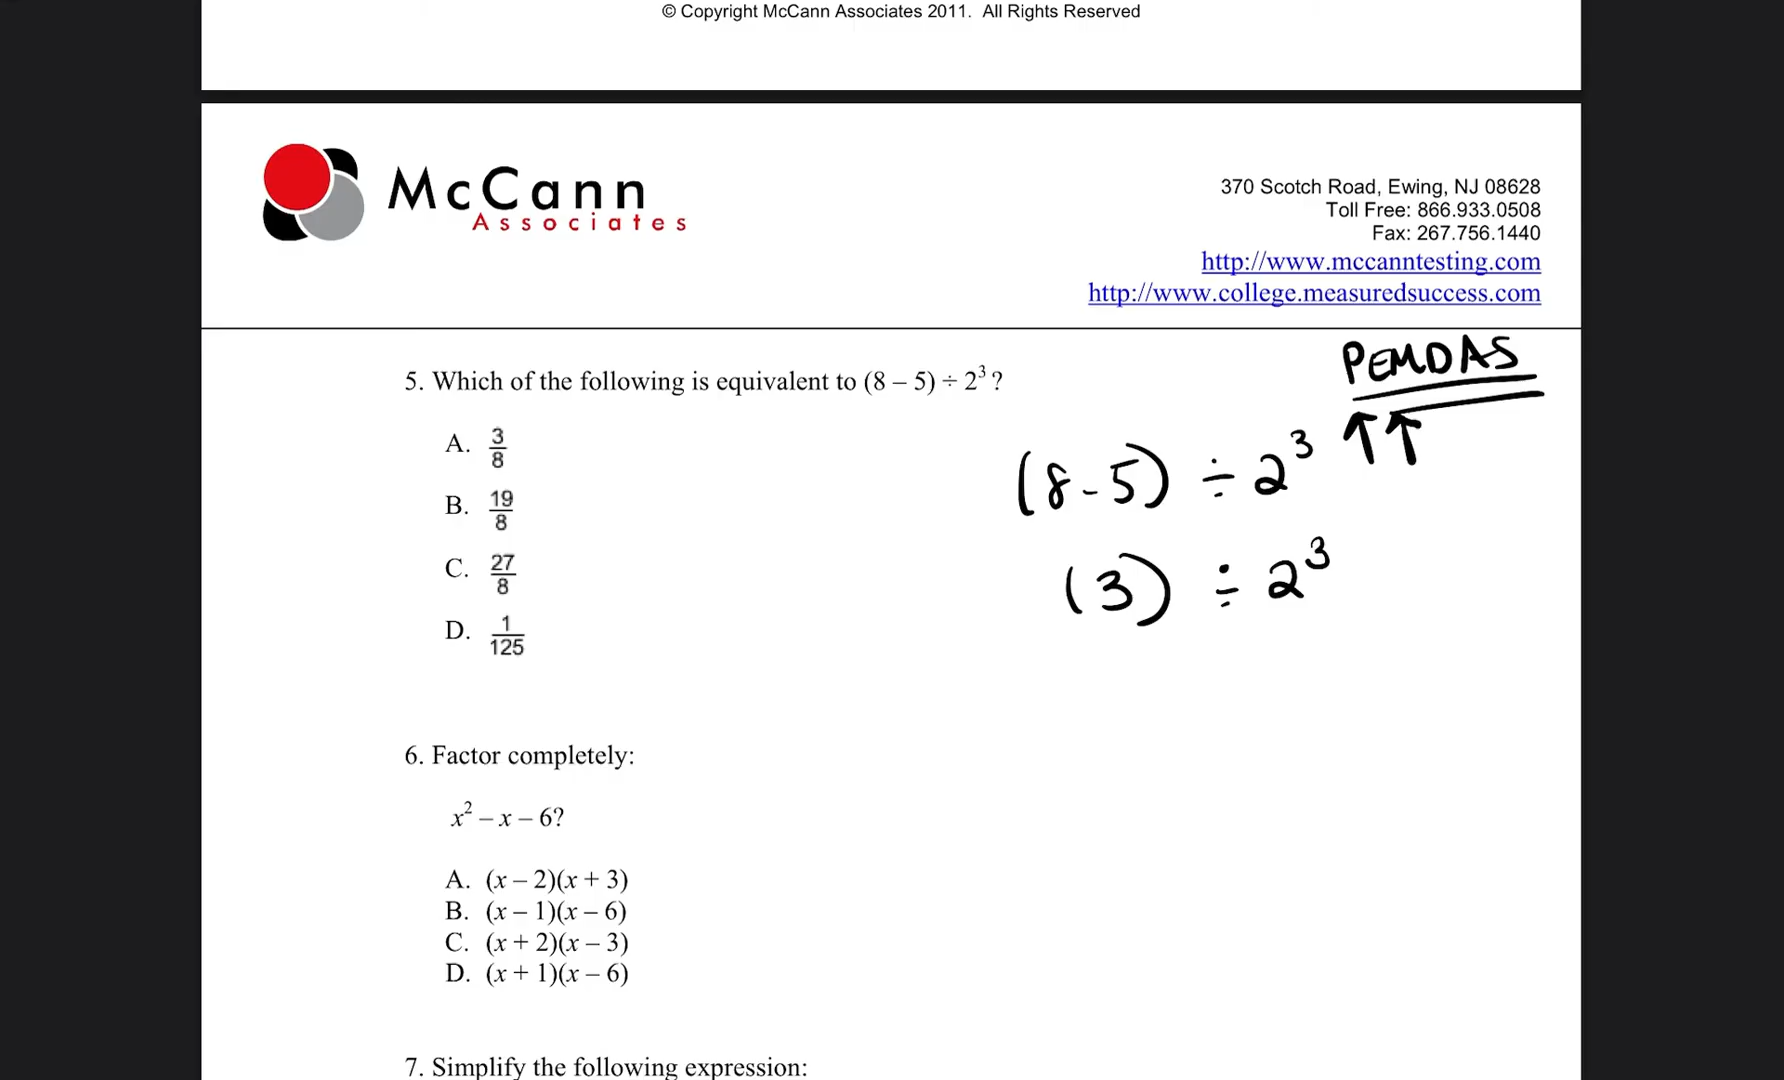 © Copyright McCann Associates 2011. All Rights Reserved
McCann
Associates
370 Scotch Road, Ewing, NJ 08628
Toll Free: 866.933.0508
Fax: 267.756.1440
http://www.mccanntesting.com
http://www.college.measuredsuccess.com
PEMDAS
5. Which of the following is equivalent to (8 – 5) ÷ 2³ ?
A. 3/8
B. 19/8
C. 27/8
D. 1/125
(8-5) ÷ 2³ ↑↑
(3) ÷ 2³
6. Factor completely:
x² – x – 6?
A. (x – 2)(x + 3)
B. (x – 1)(x – 6)
C. (x + 2)(x – 3)
D. (x + 1)(x – 6)
7. Simplify the following expression: